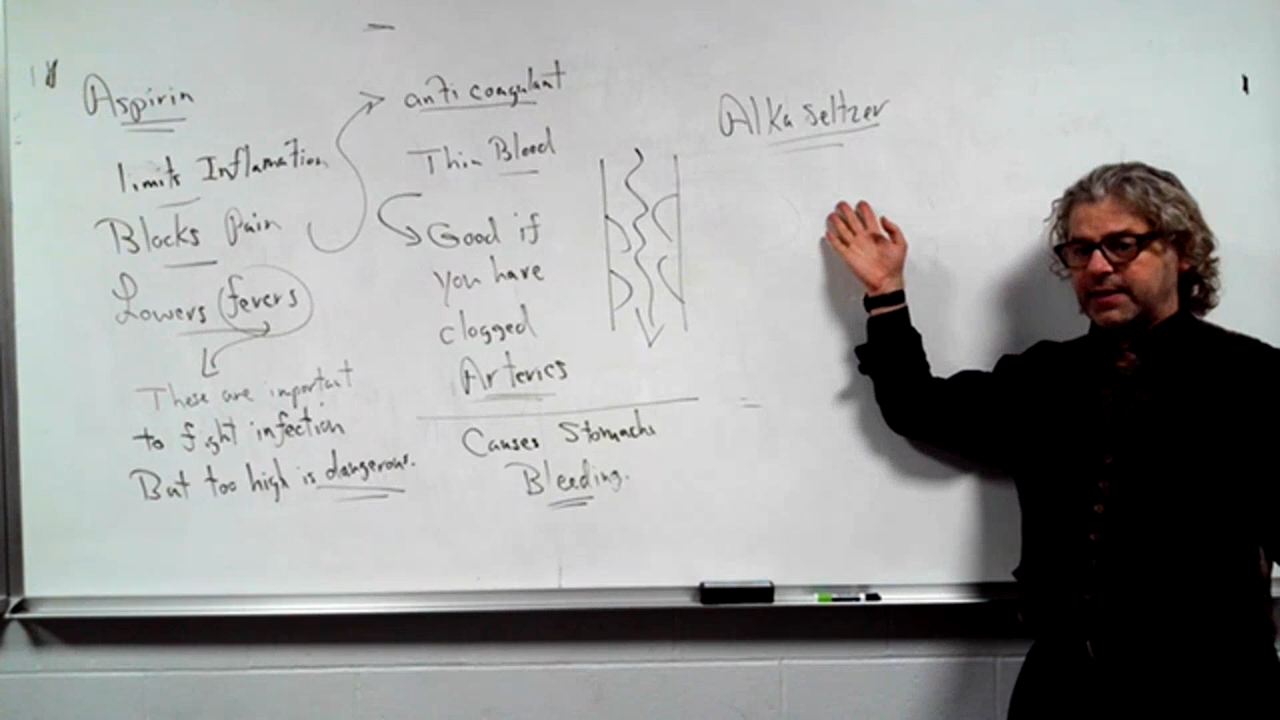 Aspirin
limits Inflamation
Blocks Pain
Lowers (fevers)
These are important
to fight infection
But too high is dangerous.
anti coagulant
Thin Blood
Good if
you have
clogged
Arteries
Causes Stomach
Bleeding.
Alka Seltzer